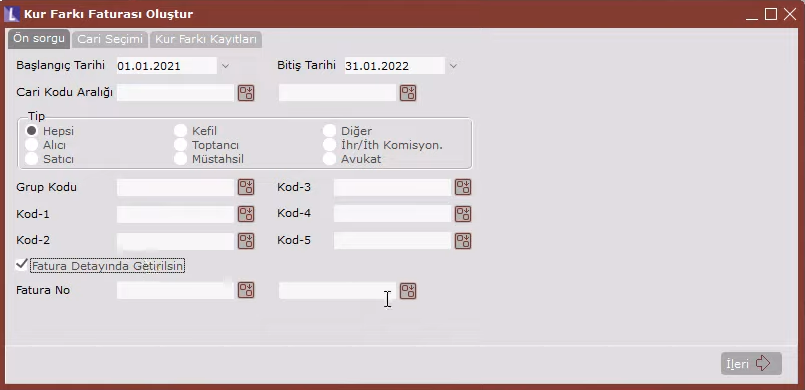 Kur Farkı Faturası Oluştur
Ön sorgu Cari Seçimi Kur Farkı Kayıtları
Başlangıç Tarihi 01.01.2021 Bitiş Tarihi 31.01.2022
Cari Kodu Aralığı
Tip
Hepsi Kefil Diğer
Alıcı Toptancı İhr/İth Komisyon.
Satıcı Müstahsil Avukat
Grup Kodu Kod-3
Kod-1 Kod-4
Kod-2 Kod-5
Fatura Detayında Getirilsin
Fatura No
İleri